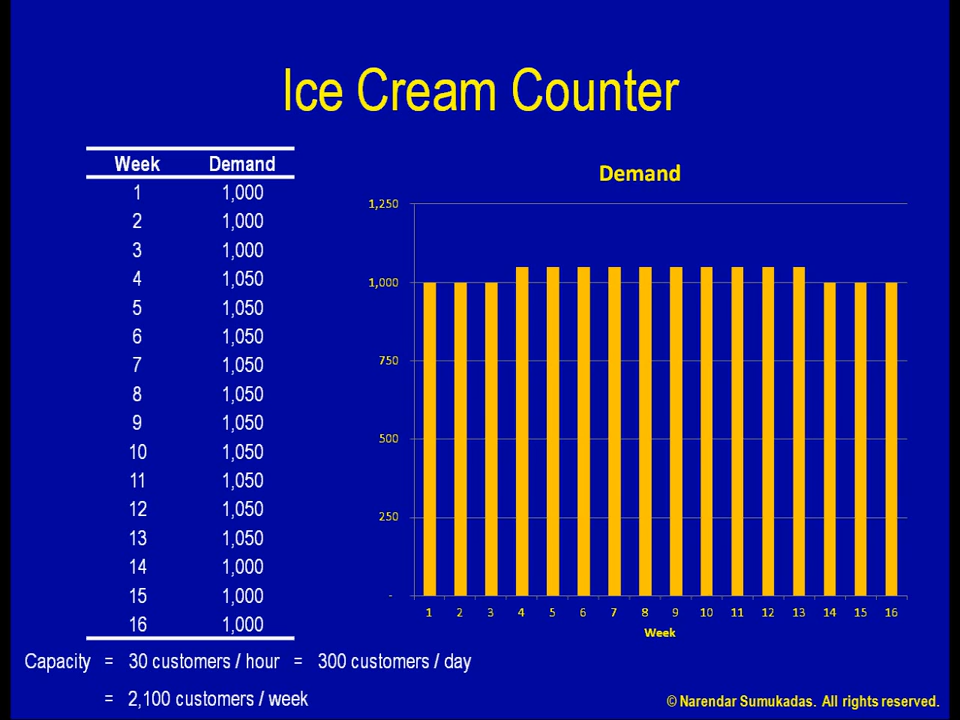 Ice Cream Counter
Week Demand
1 1,000
2 1,000
3 1,000
4 1,050
5 1,050
6 1,050
7 1,050
8 1,050
9 1,050
10 1,050
11 1,050
12 1,050
13 1,050
14 1,000
15 1,000
16 1,000
Demand
1,250
1,000
750
500
250
-
1 2 3 4 5 6 7 8 9 10 11 12 13 14 15 16
Week
Capacity = 30 customers / hour = 300 customers / day
= 2,100 customers / week
© Narendar Sumukadas. All rights reserved.